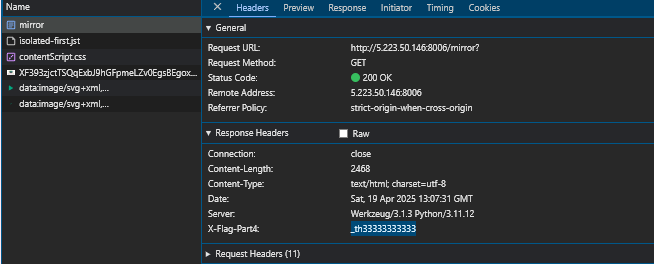 Name
Headers Preview Response Initiator Timing Cookies
mirror
isolated-first.jst
contentScript.css
data:image/svg+xml,...
data:image/svg+xml,...
General
Request URL: http://5.223.50.146:8006/mirror?
Request Method: GET
Status Code: 200 OK
Remote Address: 5.223.50.146:8006
Referrer Policy: strict-origin-when-cross-origin
Response Headers Raw
Connection: close
Content-Length: 2468
Content-Type: text/html; charset=utf-8
Date: Sat, 19 Apr 2025 13:07:31 GMT
Server: Werkzeug/3.1.3 Python/3.11.12
X-Flag-Part4: _th33333333333
Request Headers (11)